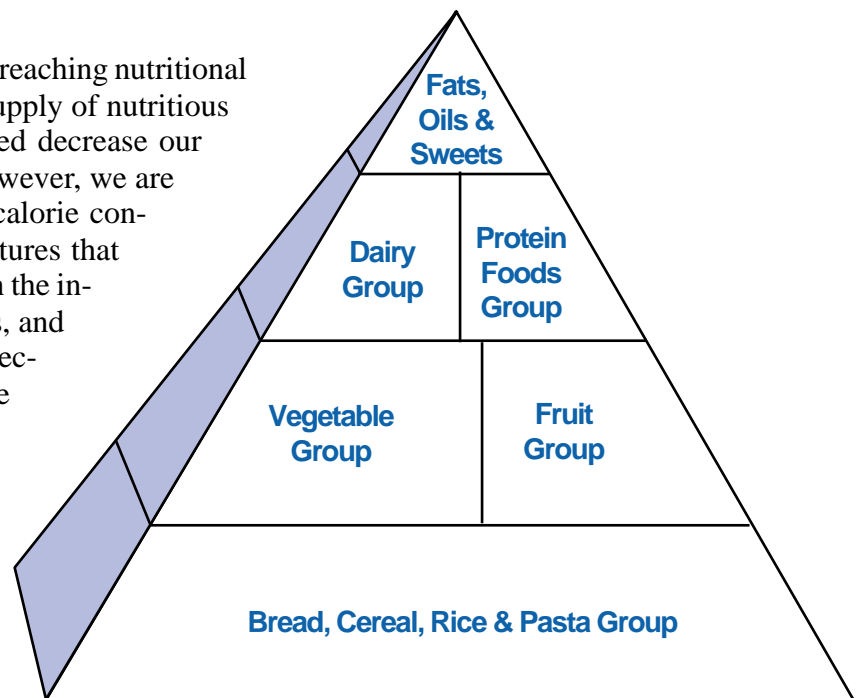 reaching nutritional
upply of nutritious
ed decrease our
wever, we are
calorie con-
tures that
n the in-
s, and
ec-
e
Fats,
Oils &
Sweets
Dairy
Group
Protein
Foods
Group
Vegetable
Group
Fruit
Group
Bread, Cereal, Rice & Pasta Group